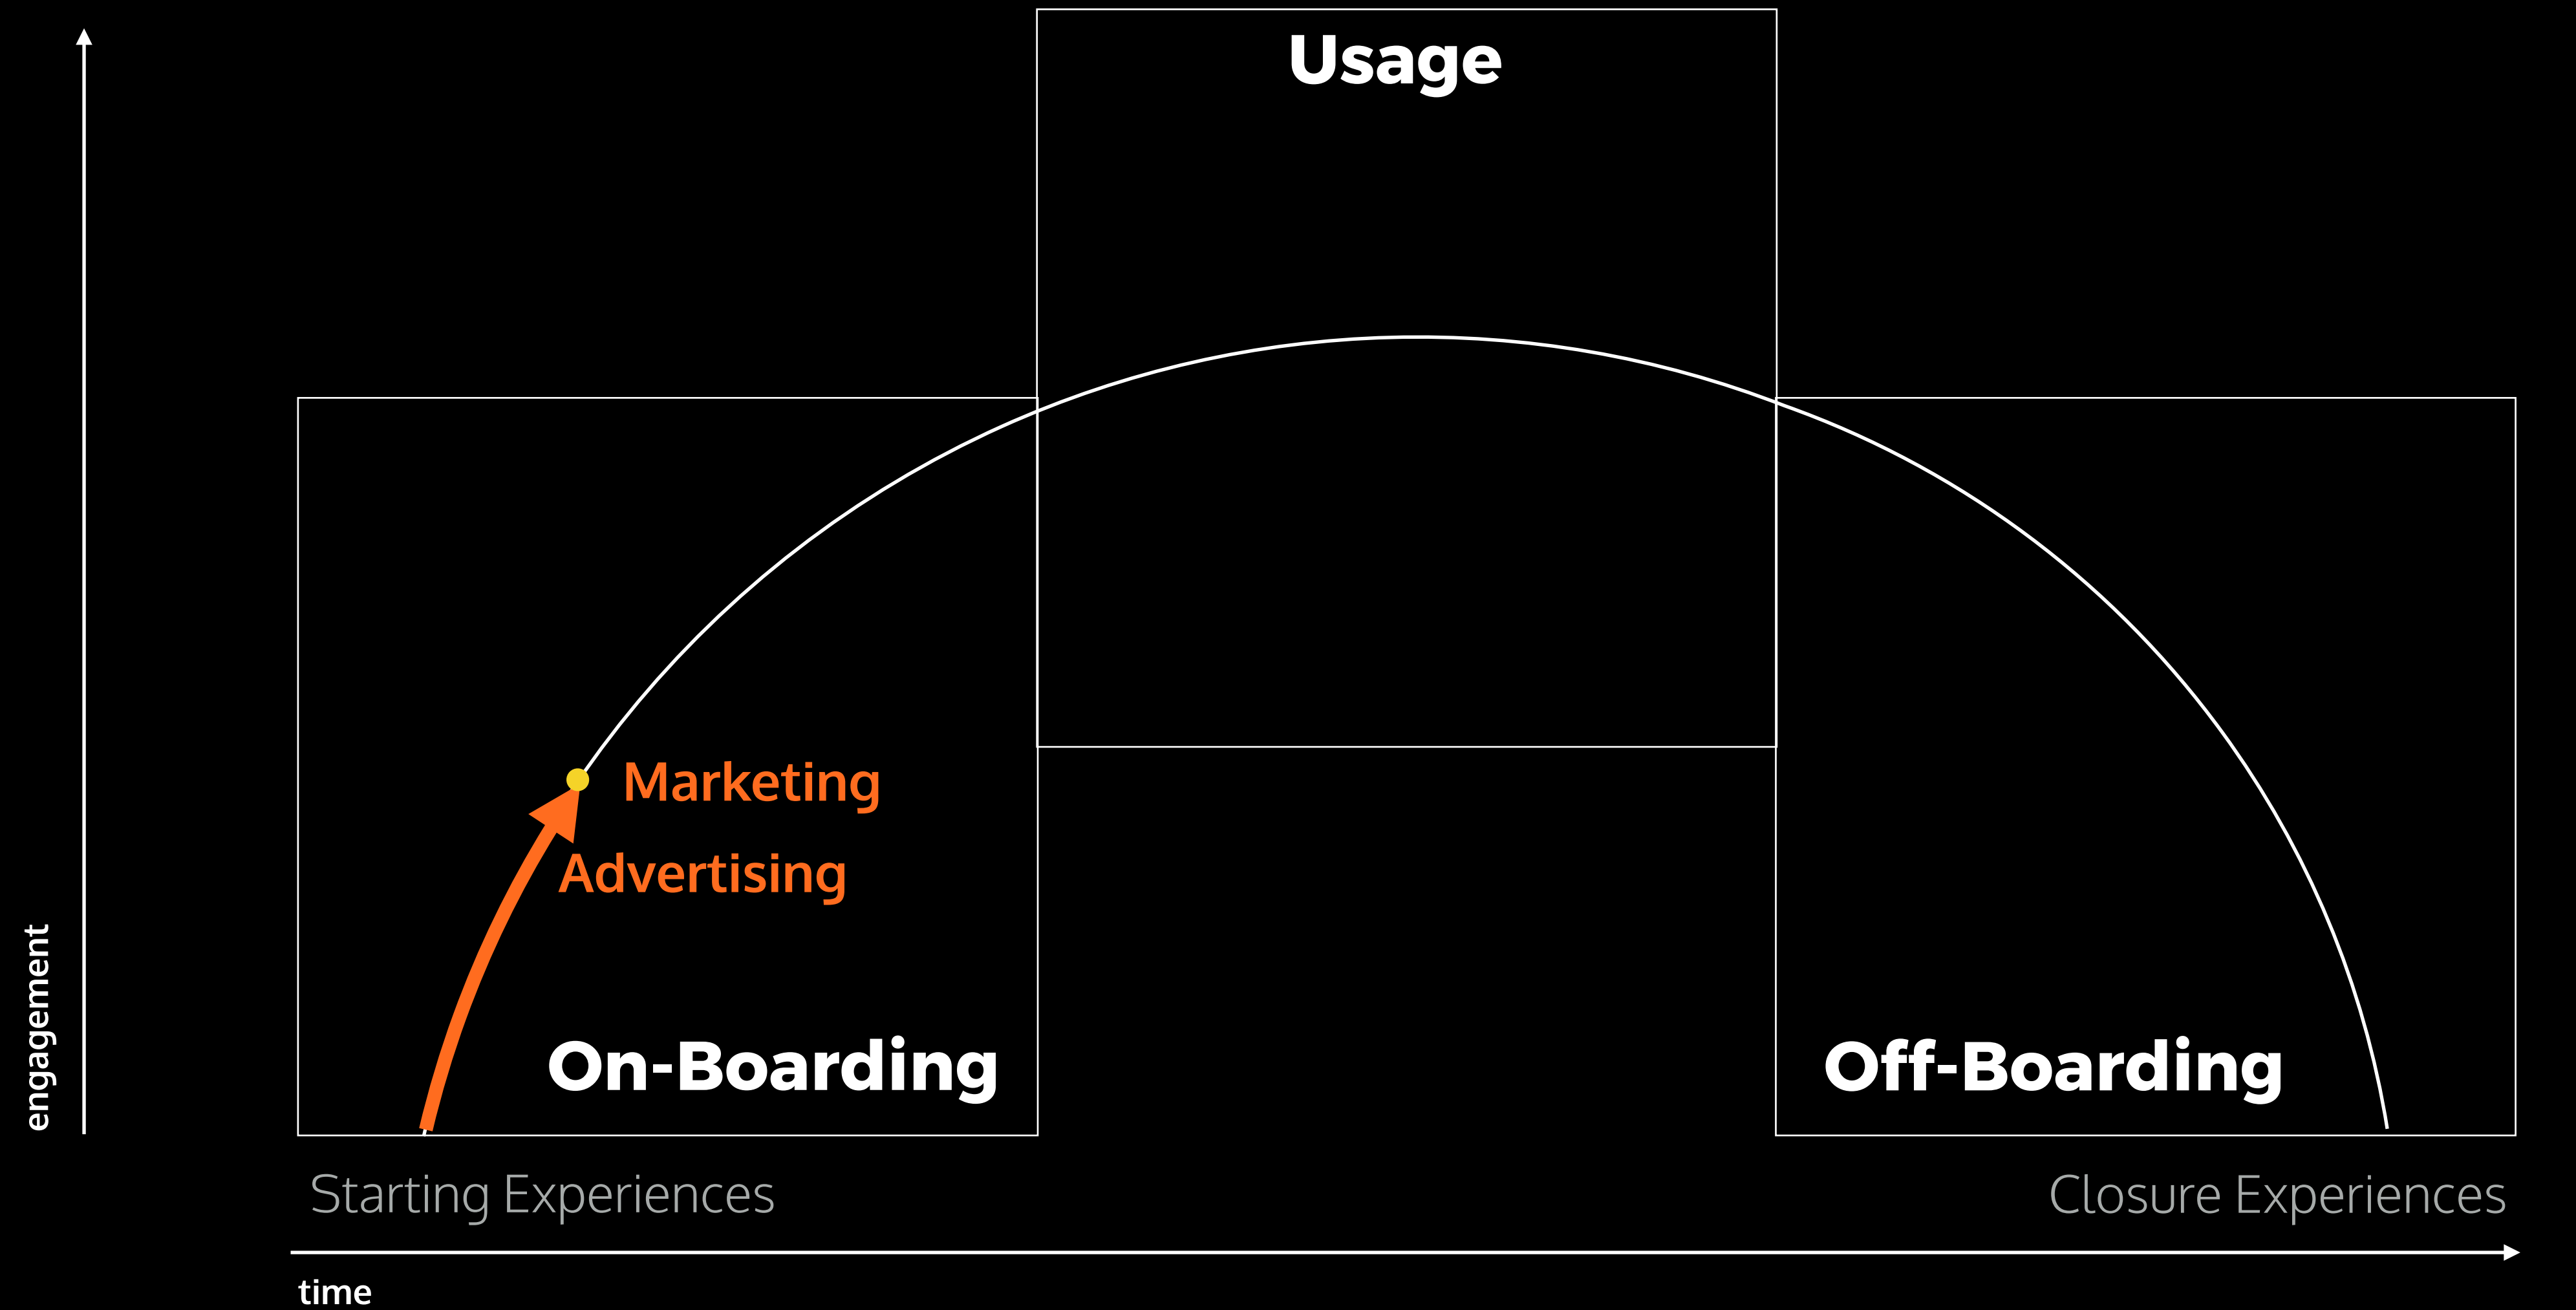 Usage
Marketing
Advertising
On-Boarding
Off-Boarding
engagement
Starting Experiences
Closure Experiences
time